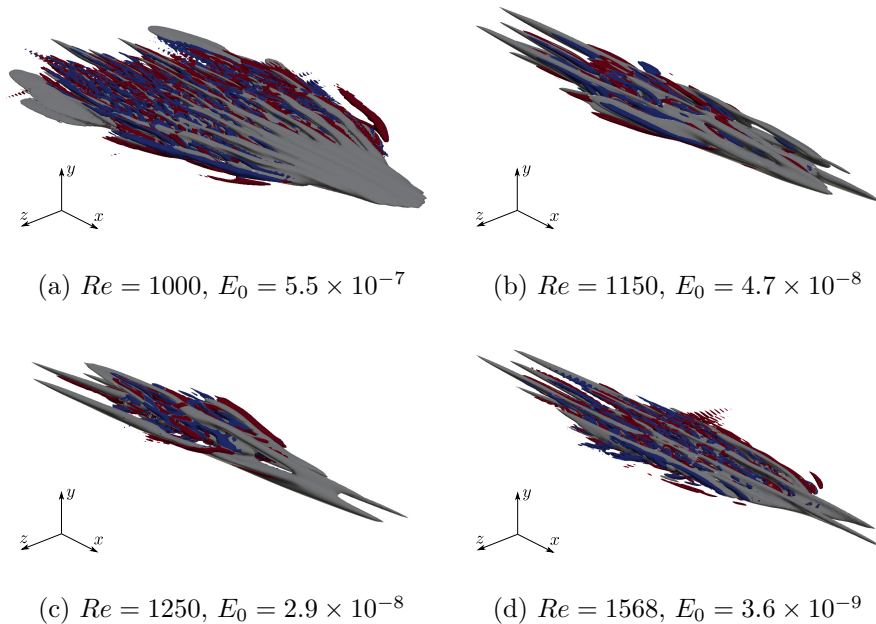 y
z
x
y
z
x
(a) Re = 1000, E₀ = 5.5 × 10⁻⁷
(b) Re = 1150, E₀ = 4.7 × 10⁻⁸
y
z
x
y
z
x
(c) Re = 1250, E₀ = 2.9 × 10⁻⁸
(d) Re = 1568, E₀ = 3.6 × 10⁻⁹